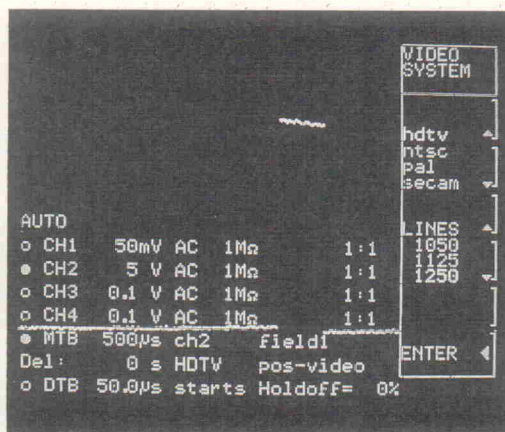 VIDEO
SYSTEM
hdtv
ntsc
pal
secam
LINES
1050
1125
1250
ENTER
AUTO
CH1 50mV AC 1MΩ 1:1
CH2 5 V AC 1MΩ 1:1
CH3 0.1 V AC 1MΩ 1:1
CH4 0.1 V AC 1MΩ 1:1
MTB 500µs ch2 field1
Del: 0 s HDTV pos-video
DTB 50.0µs starts Holdoff= 0%